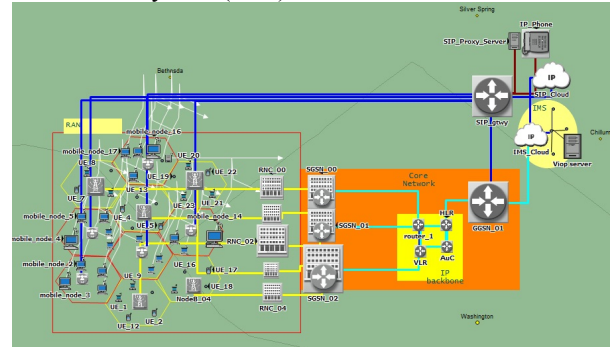 Silver Spring
IP_Phone
SIP_Proxy_Server
Bethesda
IP
SIP_Cloud
RAN
IMS
mobile_node_16
SIP_gtwy
IP
Chillum
mobile_node_17
UE_20
IMS_Cloud
Viop server
UE_8
UE_22
RNC_00
SGSN_00
UE_19
Core
Network
UE_13
UE_21
UE_7
UE_23
mobile_node_5
UE_4
mobile_node_14
HLR
UE_5
SGSN_01
GGSN_01
mobile_node_4
RNC_02
router_1
mobile_node_2
UE_16
VLR
AuC
UE_9
UE_17
IP
backbone
mobile_node_3
UE_18
SGSN_02
NodeB_04
RNC_04
UE_1
UE_2
UE_12
Washington